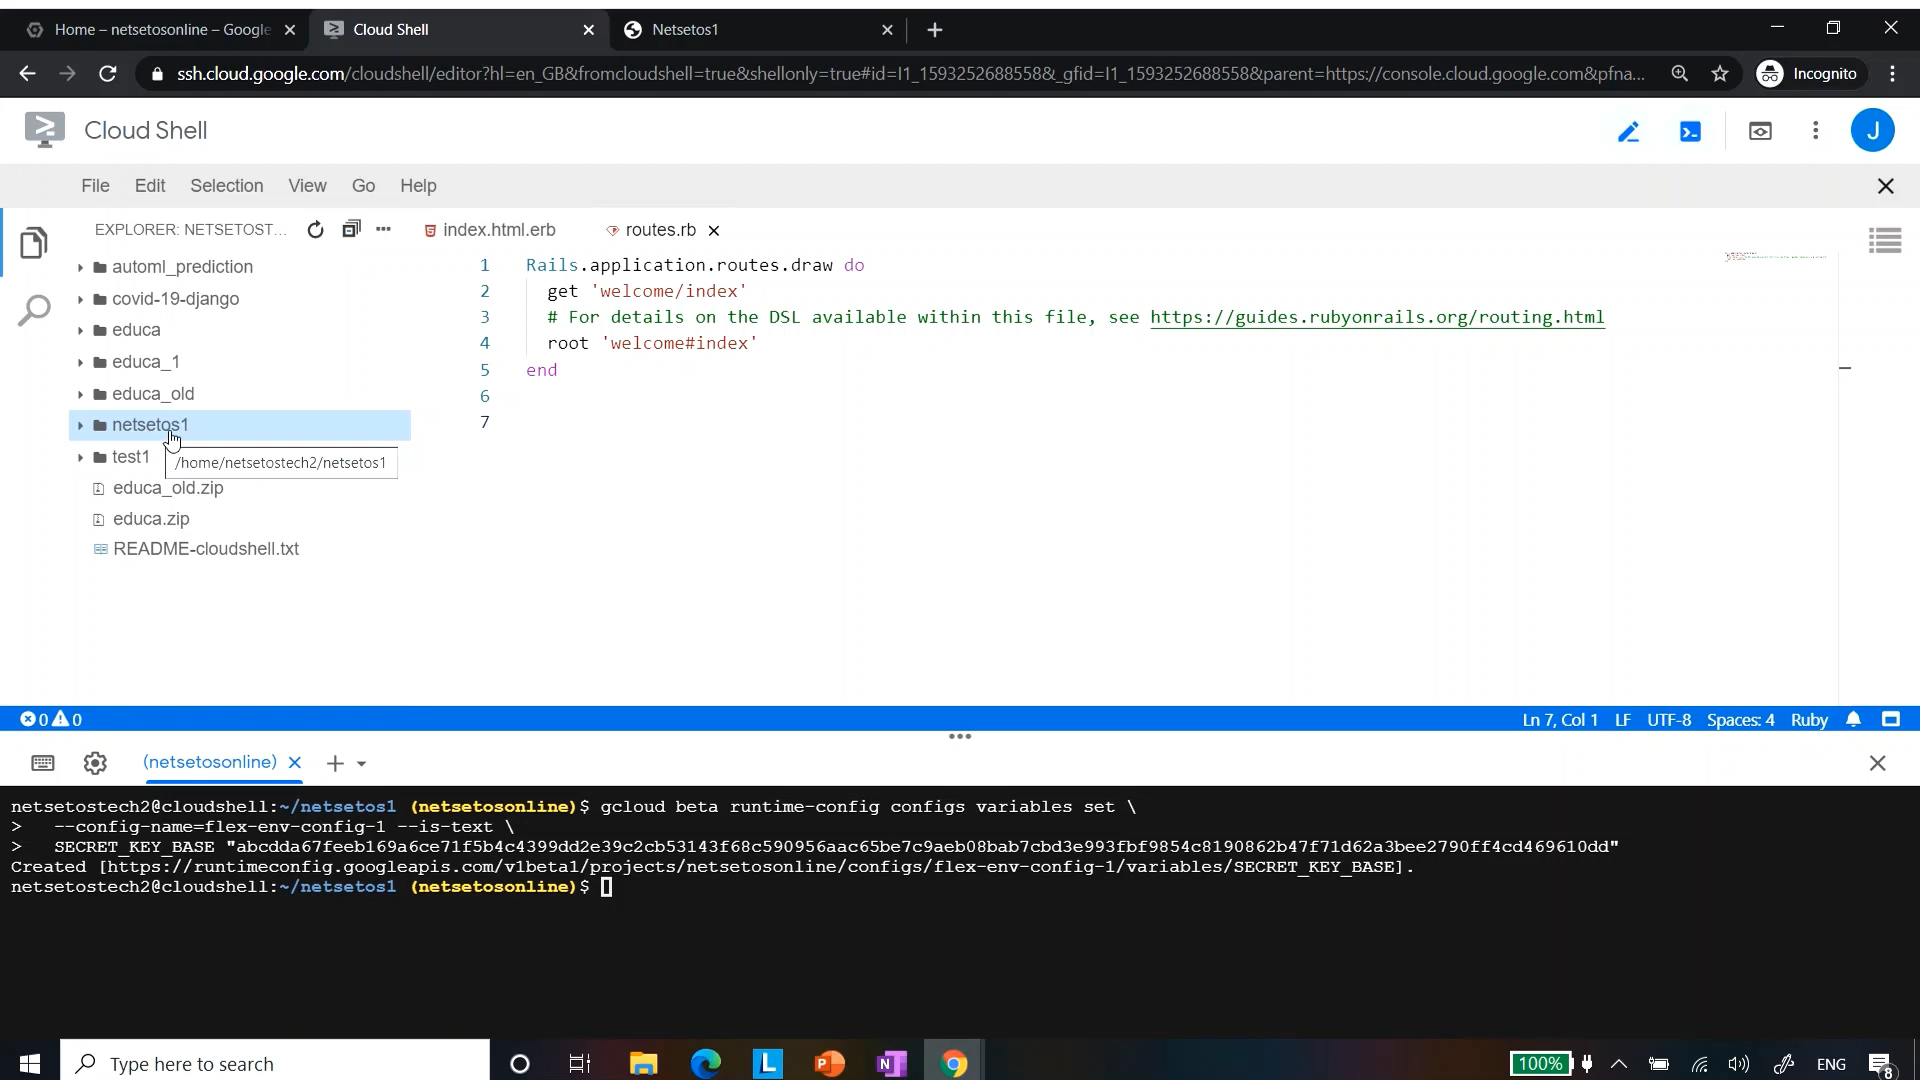 Home – netsetosonline – Google
Cloud Shell
Netsetos1
ssh.cloud.google.com/cloudshell/editor?hl=en_GB&fromcloudshell=true&shellonly=true#id=I1_1593252688558&_gfid=I1_1593252688558&parent=https://console.cloud.google.com&pfna...
Incognito
Cloud Shell
J
File Edit Selection View Go Help
EXPLORER: NETSETOST...
index.html.erb
routes.rb
automl_prediction
covid-19-django
educa
educa_1
educa_old
netsetos1
test1
/home/netsetostech2/netsetos1
educa_old.zip
educa.zip
README-cloudshell.txt
1 Rails.application.routes.draw do
2 get 'welcome/index'
3 # For details on the DSL available within this file, see https://guides.rubyonrails.org/routing.html
4 root 'welcome#index'
5 end
6
7
0 0
Ln 7, Col 1 LF UTF-8 Spaces: 4 Ruby
(netsetosonline)
netsetostech2@cloudshell:~/netsetos1 (netsetosonline)$ gcloud beta runtime-config configs variables set \
> --config-name=flex-env-config-1 --is-text \
> SECRET_KEY_BASE "abcdda67feeb169a6ce71f5b4c4399dd2e39c2cb53143f68c590956aac65be7c9aeb08bab7cbd3e993fbf9854c8190862b47f71d62a3bee2790ff4cd469610dd"
Created [https://runtimeconfig.googleapis.com/v1beta1/projects/netsetosonline/configs/flex-env-config-1/variables/SECRET_KEY_BASE].
netsetostech2@cloudshell:~/netsetos1 (netsetosonline)$
Type here to search
L
100%
ENG
8